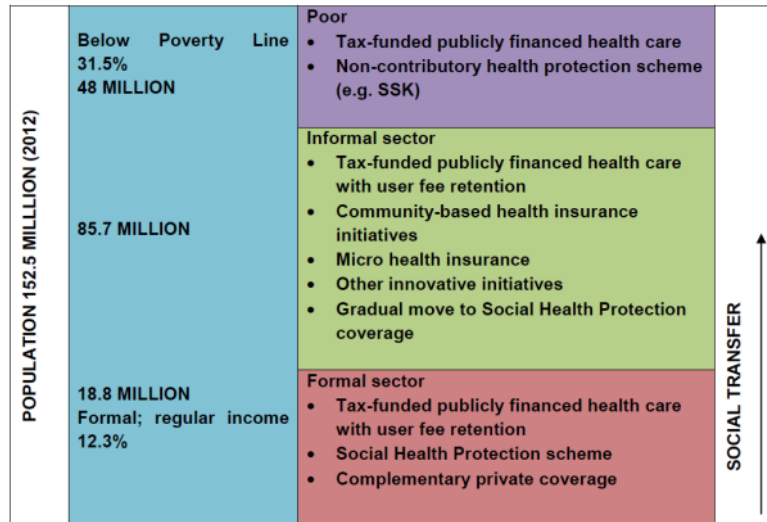 POPULATION 152.5 MILLLION (2012)
Below Poverty Line
31.5%
48 MILLION
Poor
• Tax-funded publicly financed health care
• Non-contributory health protection scheme
(e.g. SSK)
85.7 MILLION
Informal sector
• Tax-funded publicly financed health care
with user fee retention
• Community-based health insurance
initiatives
• Micro health insurance
• Other innovative initiatives
• Gradual move to Social Health Protection
coverage
18.8 MILLION
Formal; regular income
12.3%
Formal sector
• Tax-funded publicly financed health care
with user fee retention
• Social Health Protection scheme
• Complementary private coverage
SOCIAL TRANSFER